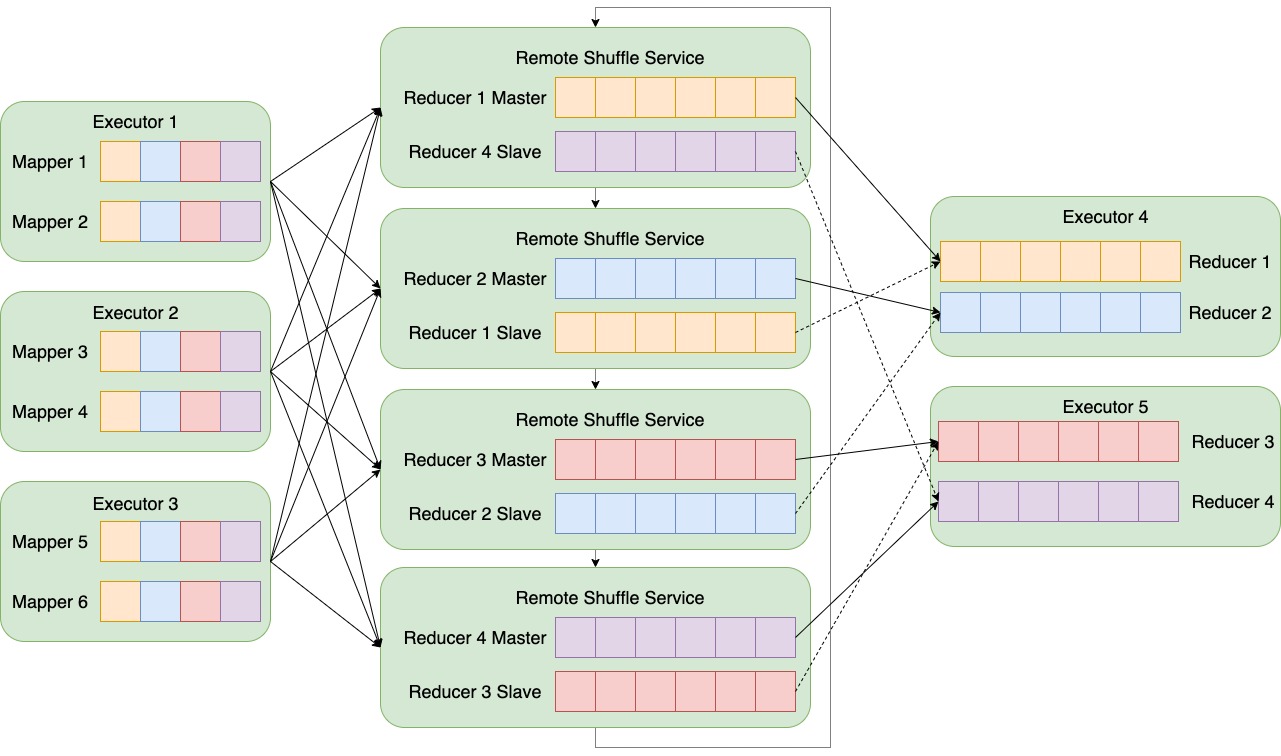 Executor 1
Mapper 1
Mapper 2
Executor 2
Mapper 3
Mapper 4
Executor 3
Mapper 5
Mapper 6
Remote Shuffle Service
Reducer 1 Master
Reducer 4 Slave
Remote Shuffle Service
Reducer 2 Master
Reducer 1 Slave
Remote Shuffle Service
Reducer 3 Master
Reducer 2 Slave
Remote Shuffle Service
Reducer 4 Master
Reducer 3 Slave
Executor 4
Reducer 1
Reducer 2
Executor 5
Reducer 3
Reducer 4